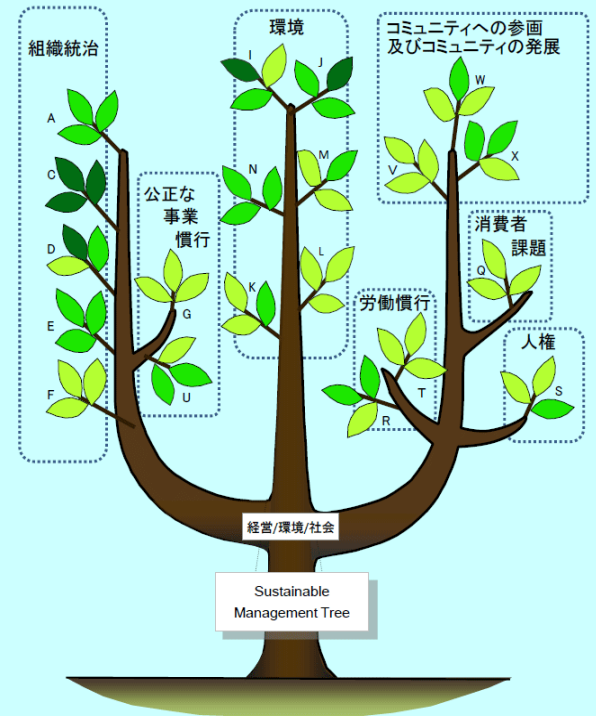 組織統治
A
C
D
E
F
公正な
事業
慣行
G
U
環境
I
J
N
M
K
L
コミュニティへの参画
及びコミュニティの発展
W
V
X
消費者
課題
Q
労働慣行
T
R
人権
S
経営/環境/社会
Sustainable
Management Tree